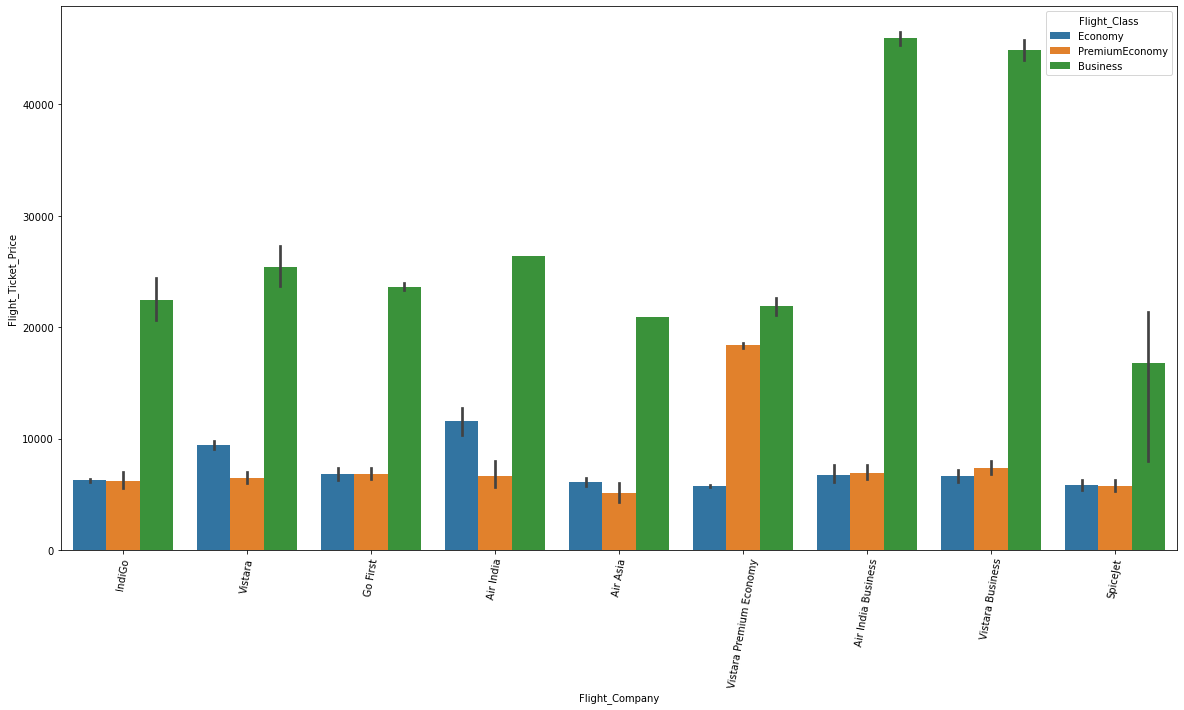 Flight_Class
Economy
PremiumEconomy
Business
Flight_Ticket_Price
40000
30000
20000
10000
0
IndiGo
Vistara
Go First
Air India
Air Asia
Vistara Premium Economy
Air India Business
Vistara Business
SpiceJet
Flight_Company